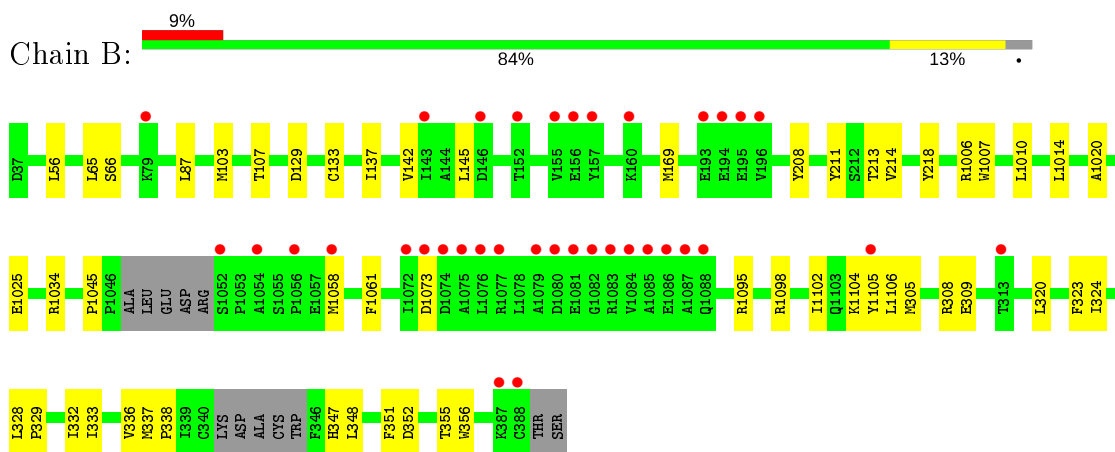 9%
Chain B:
84% 13% •
D37 L56 L65 S66 K79 L87 M103 T107 D129 C133 I137 V142 I143 A144 L145 D146 T152 V155 E156 Y157 K160 M169 E193 E194 E195 V196 Y208 Y211 S212 T213 V214 Y218 R1006 W1007 L1010 L1014 A1020
E1025 R1034 P1045 P1046 ALA LEU GLU ASP ARG S1052 P1053 A1054 S1055 P1056 E1057 M1058 F1061 I1072 D1073 D1074 A1075 L1076 R1077 L1078 A1079 D1080 E1081 G1082 R1083 V1084 A1085 E1086 A1087 Q1088 R1095 R1098 I1102 Q1103 K1104 Y1105 L1106 M305 R308 E309 T313 L320 F323 I324
L328 P329 I332 I333 V336 M337 P338 I339 C340 LYS ASP ALA CYS TRP F346 H347 L348 F351 D352 T355 W356 K387 C388 THR SER